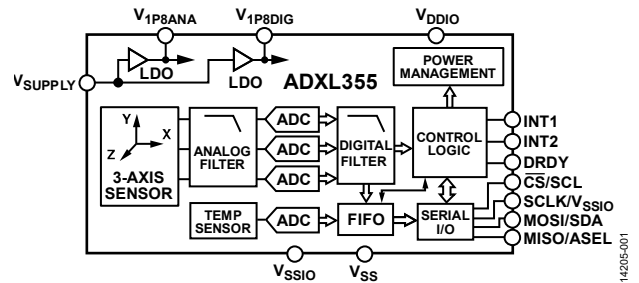 V1P8ANA
V1P8DIG
VDDIO
LDO
LDO
ADXL355
POWER
MANAGEMENT
VSUPPLY
Y
X
Z
3-AXIS
SENSOR
ANALOG
FILTER
ADC
ADC
ADC
DIGITAL
FILTER
CONTROL
LOGIC
INT1
INT2
DRDY
CS/SCL
SCLK/VSSIO
MOSI/SDA
MISO/ASEL
TEMP
SENSOR
ADC
FIFO
SERIAL
I/O
VSSIO
VSS
14205-001